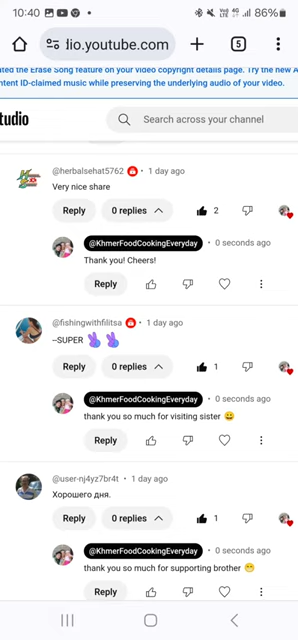 10:40
86%
dio.youtube.com
5
ted the Erase Song feature on your video copyright details page. Try the new A
ntent ID-claimed music while preserving the underlying audio of your video.
tudio
Search across your channel
@herbalsehat5762 • 1 day ago
Very nice share
Reply 0 replies 2
@KhmerFoodCookingEveryday • 0 seconds ago
Thank you! Cheers!
Reply
@fishingwithfilitsa • 1 day ago
–SUPER
Reply 0 replies 1
@KhmerFoodCookingEveryday • 0 seconds ago
thank you so much for visiting sister 😀
Reply
@user-nj4yz7br4t • 1 day ago
Хорошего дня.
Reply 0 replies 1
@KhmerFoodCookingEveryday • 0 seconds ago
thank you so much for supporting brother 😁
Reply